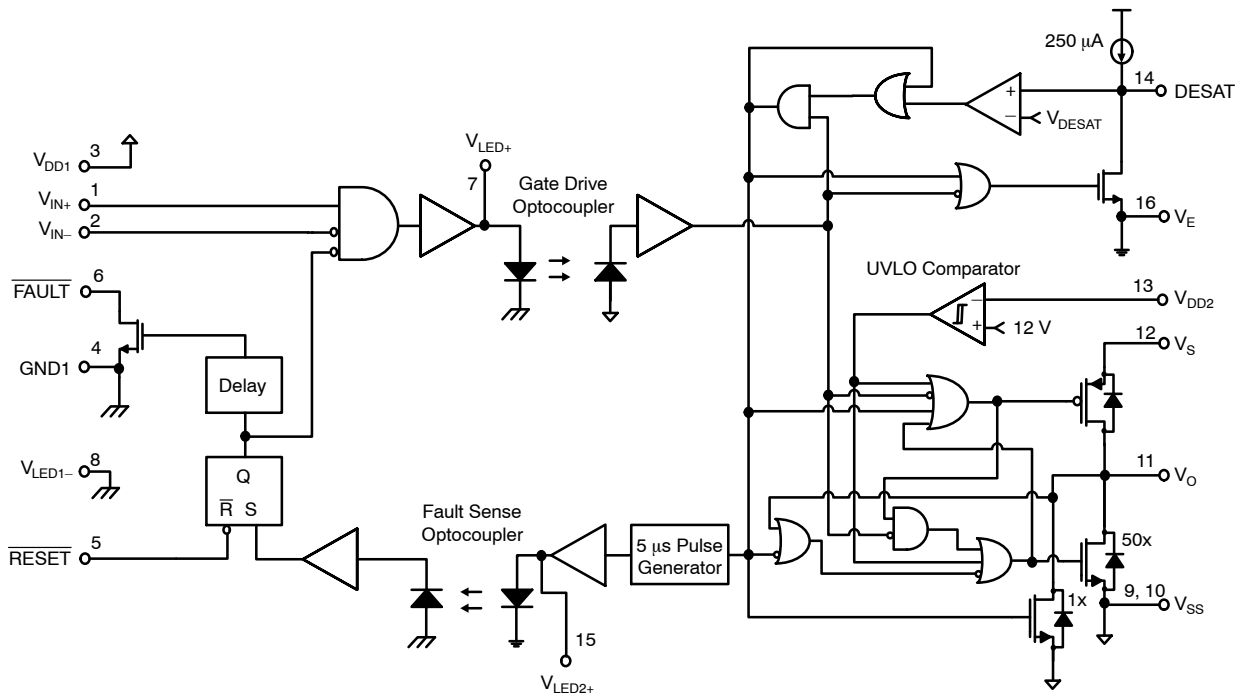 250 µA
14
DESAT
+
−
V_DESAT
V_LED+
7
Gate Drive
Optocoupler
3
V_DD1
1
V_IN+
2
V_IN−
16
V_E
6
FAULT
UVLO Comparator
13
V_DD2
−
+
12 V
12
V_S
4
GND1
Delay
8
V_LED1−
Q
R S
11
V_O
Fault Sense
Optocoupler
5
RESET
5 µs Pulse
Generator
50x
9, 10
V_SS
1x
15
V_LED2+